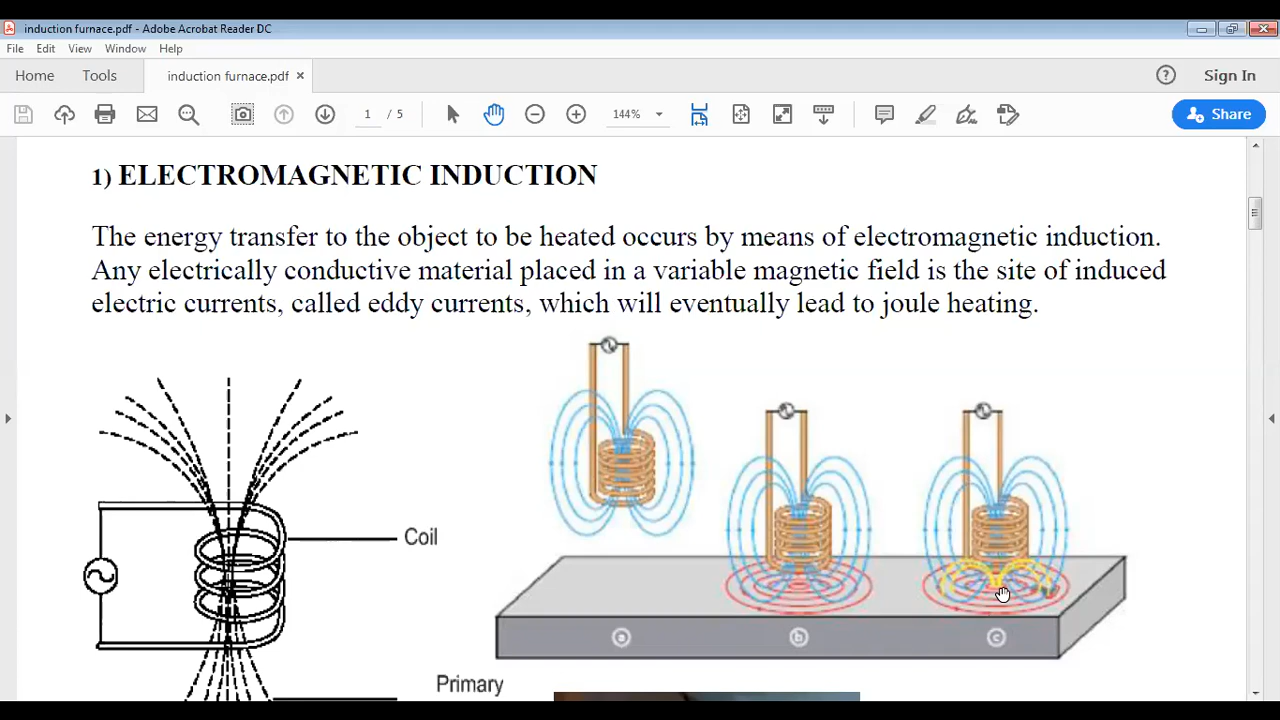 induction furnace.pdf - Adobe Acrobat Reader DC
File Edit View Window Help
Home Tools induction furnace.pdf × Sign In
1 / 5 144% Share
1) ELECTROMAGNETIC INDUCTION
The energy transfer to the object to be heated occurs by means of electromagnetic induction.
Any electrically conductive material placed in a variable magnetic field is the site of induced
electric currents, called eddy currents, which will eventually lead to joule heating.
Coil
a b c
Primary